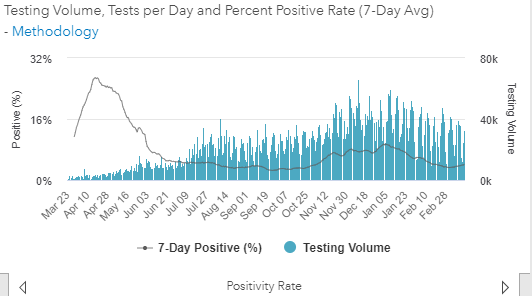 Testing Volume, Tests per Day and Percent Positive Rate (7-Day Avg)
- Methodology
32%
80k
16%
40k
0%
0k
Positive (%)
Testing Volume
Mar 23
Apr 10
Apr 28
May 16
Jun 03
Jun 21
Jul 09
Jul 27
Aug 14
Sep 01
Sep 19
Oct 07
Oct 25
Nov 12
Nov 30
Dec 18
Jan 05
Jan 23
Feb 10
Feb 28
7-Day Positive (%)
Testing Volume
Positivity Rate